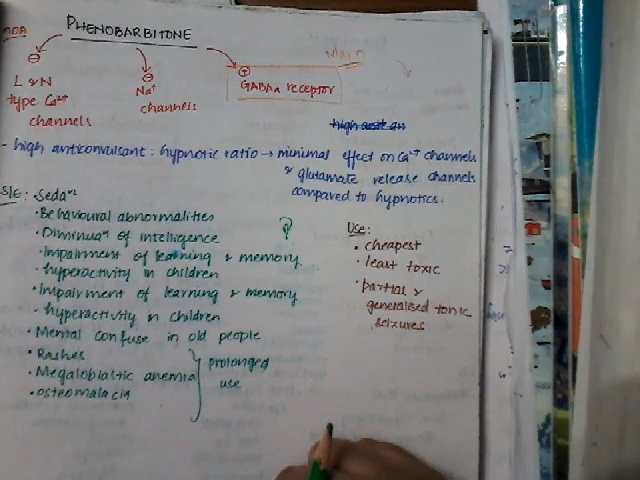 MOA
PHENOBARBITONE
Main
⊖
L & N
type Ca²⁺
channels
⊖
Na⁺
channels
⊕
GABAA receptor
- high anticonvulsant : hypnotic ratio → minimal effect on Ca²⁺ channels
& glutamate release channels
compared to hypnotics.
S/E: • Sedaⁿ
• Behavioural abnormalities
• Diminuaⁿ of intelligence
• Impairment of learning & memory
• hyperactivity in children
• Impairment of learning & memory
• hyperactivity in children
• Mental confuse in old people
• Rashes
• Megaloblastic anemia
• osteomalacia
prolonged
use
Use:
• cheapest
• least toxic
• partial &
generalised tonic
seizures